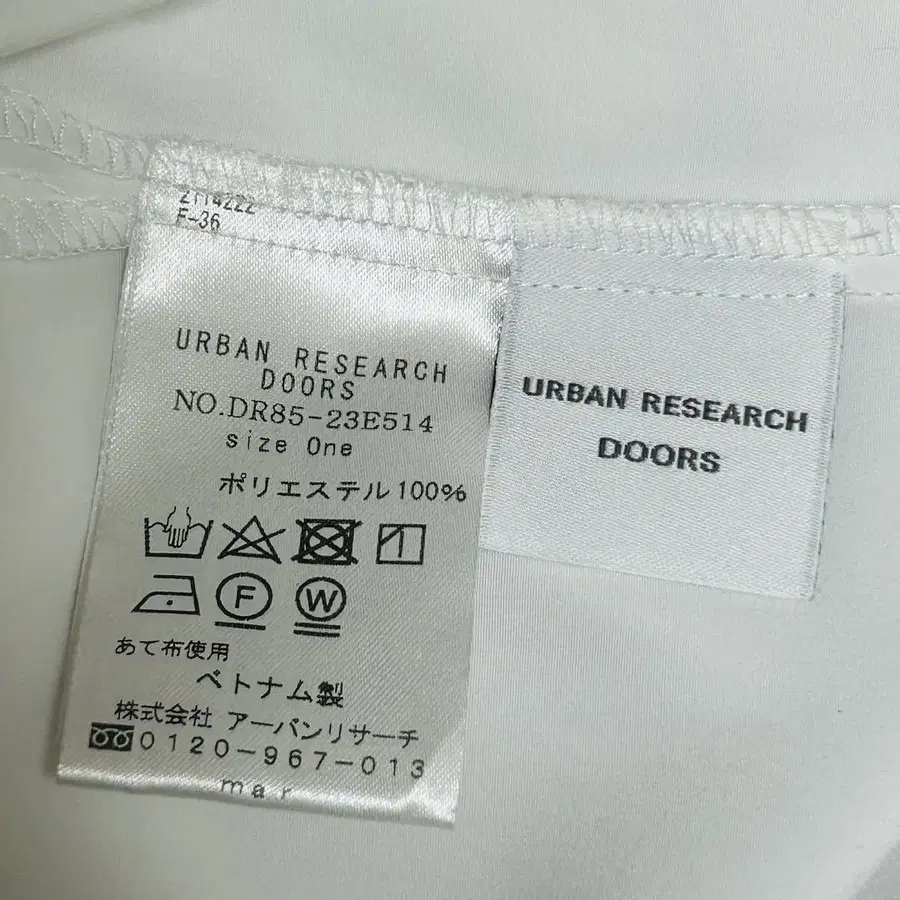 2114222
F-36
URBAN RESEARCH
DOORS
NO.DR85-23E514
size One
ポリエステル100%
F
W
あて布使用
ベトナム製
株式会社 アーバンリサーチ
0120-967-013
mar
URBAN RESEARCH
DOORS